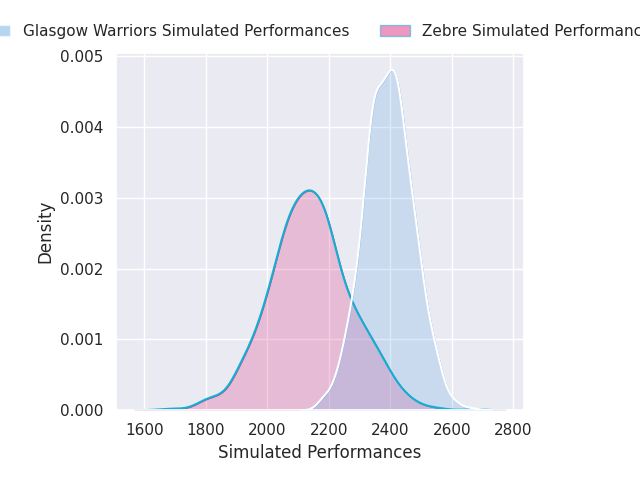 Glasgow Warriors Simulated Performances
Zebre Simulated
0.005
0.004
0.003
0.002
0.001
0.000
Density
1600 1800 2000 2200 2400 2600 2800
Simulated Performances